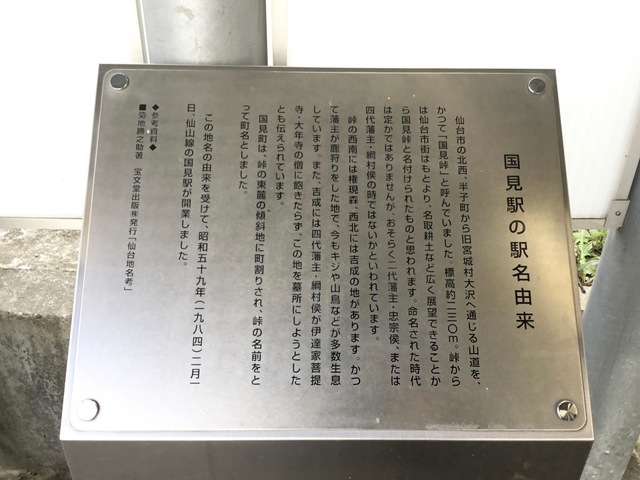 国見駅の駅名由来
仙台市の北西、半子町から旧宮城村大沢へ通じる山道を、
かつて「国見峠」と呼んでいました。標高約二三〇m。峠から
は仙台市街はもとより、名取耕土など広く展望できることか
ら国見峠と名付けられたものと思われます。命名された時代
は定かではありませんが、おそらく二代藩主・忠宗侯、または
四代藩主・綱村侯の時ではないかといわれています。
峠の西南には権現森、西北には吉成の地があります。かつ
て藩主が鹿狩りをした地で、今もキジや山鳥などが多数生息
しています。また、吉成には四代藩主・綱村侯が伊達家菩提
寺・大年寺の僧に飽きたらず、この地を墓所にしようとした
とも伝えられています。
国見町は、峠の東麓の傾斜地に町割りされ、峠の名前をと
って町名としました。
この地名の由来を受けて、昭和五十九年(一九八四)二月一
日、仙山線の国見駅が開業しました。
◆参考資料◆
■菊地勝之助著 宝文堂出版㈱発行「仙台地名考」